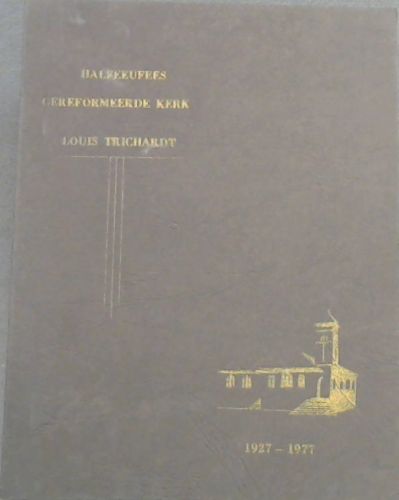 HALFEEUFEES
GEREFORMEERDE KERK
LOUIS TRICHARDT
1927 – 1977